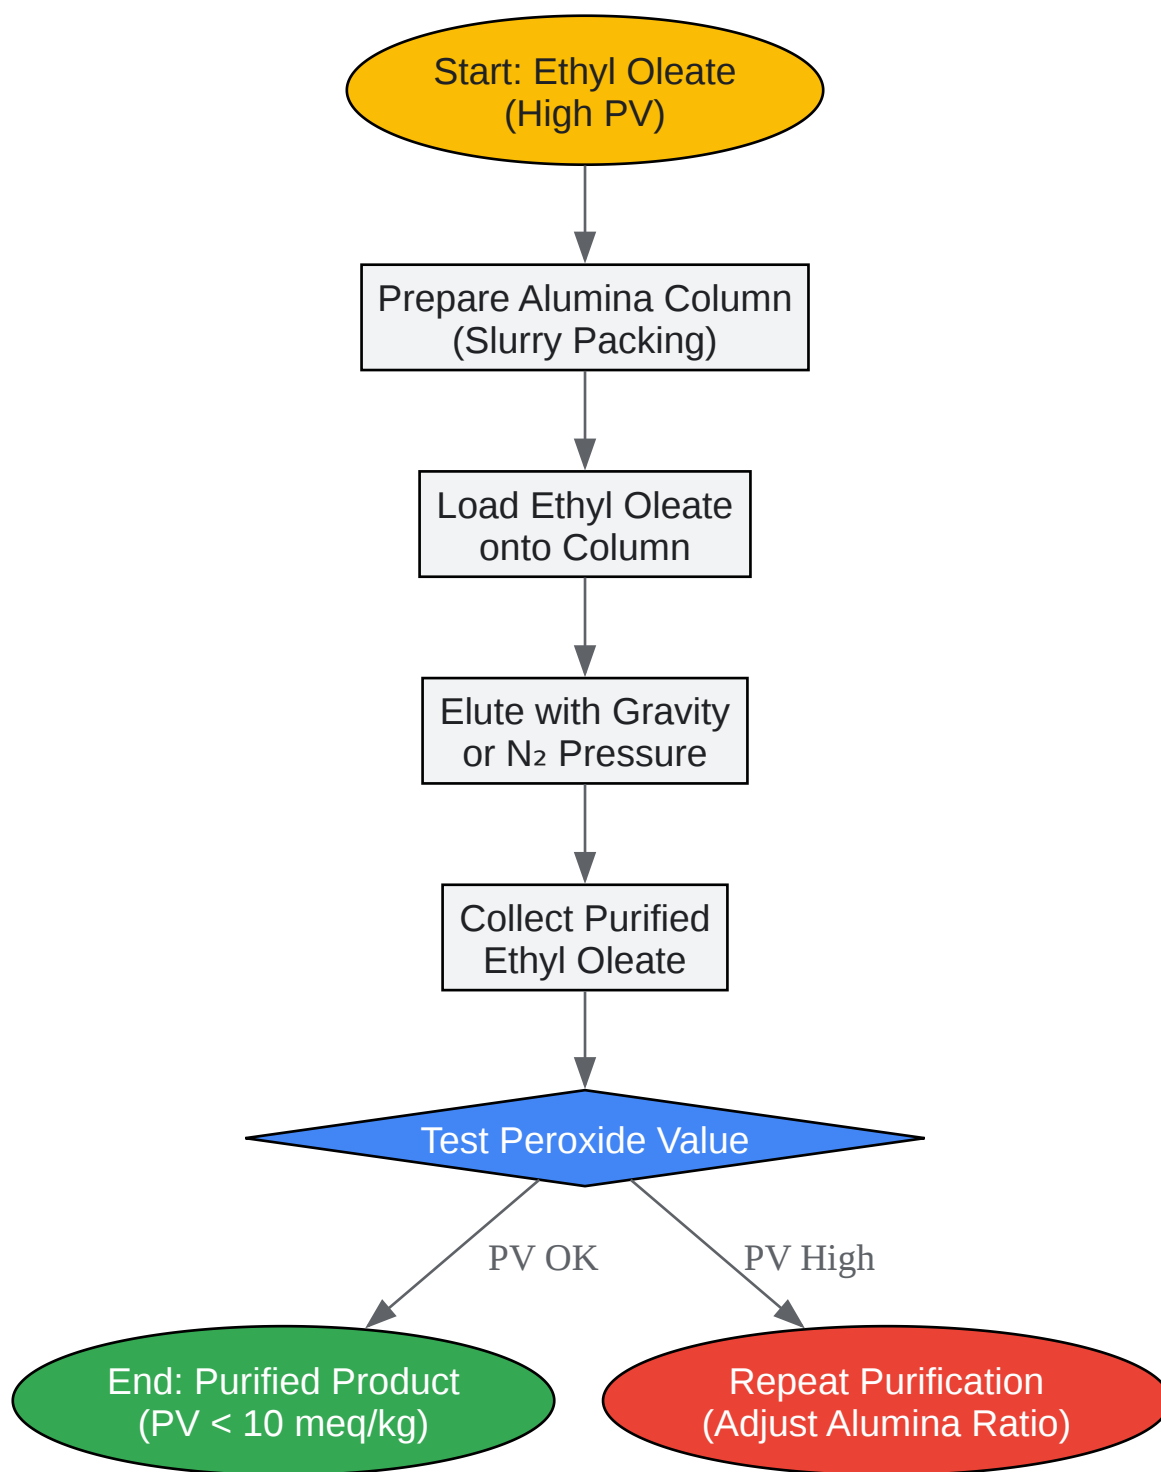 Start: Ethyl Oleate
(High PV)
Prepare Alumina Column
(Slurry Packing)
Load Ethyl Oleate
onto Column
Elute with Gravity
or N₂ Pressure
Collect Purified
Ethyl Oleate
Test Peroxide Value
PV OK
PV High
End: Purified Product
(PV < 10 meq/kg)
Repeat Purification
(Adjust Alumina Ratio)